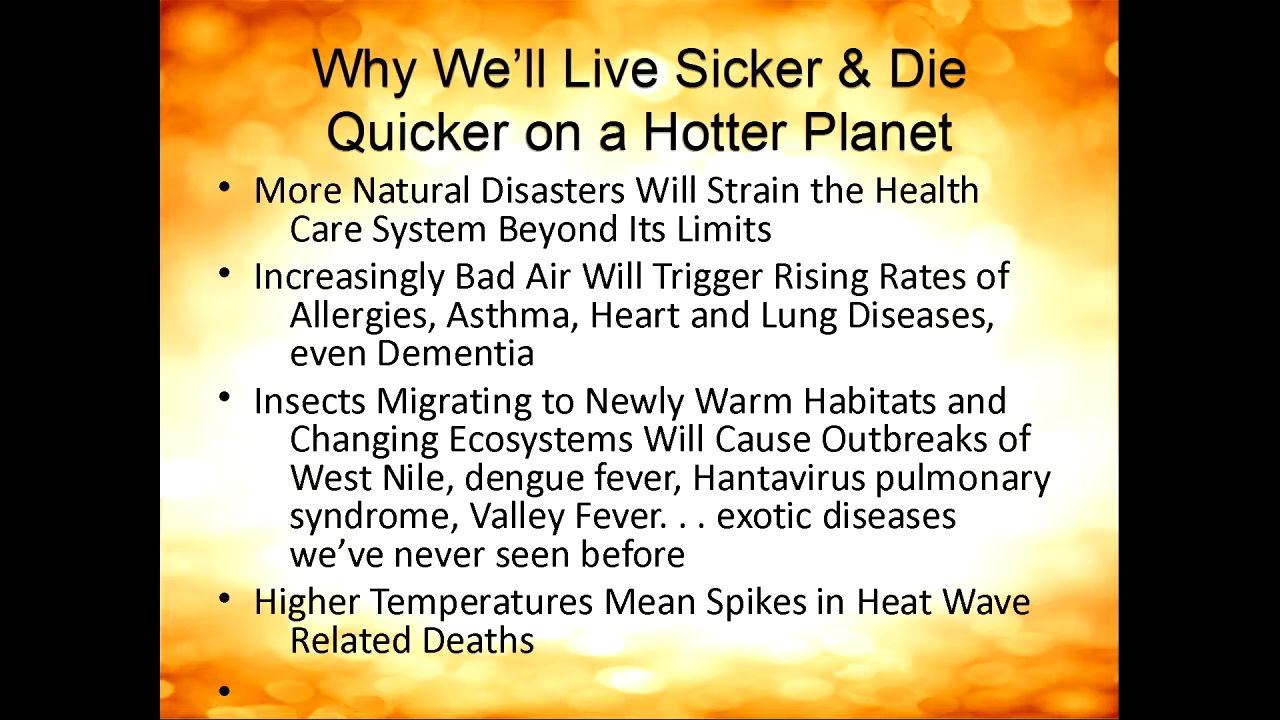 Why We’ll Live Sicker & Die
Quicker on a Hotter Planet
• More Natural Disasters Will Strain the Health
Care System Beyond Its Limits
• Increasingly Bad Air Will Trigger Rising Rates of
Allergies, Asthma, Heart and Lung Diseases,
even Dementia
• Insects Migrating to Newly Warm Habitats and
Changing Ecosystems Will Cause Outbreaks of
West Nile, dengue fever, Hantavirus pulmonary
syndrome, Valley Fever. . . exotic diseases
we’ve never seen before
• Higher Temperatures Mean Spikes in Heat Wave
Related Deaths
•